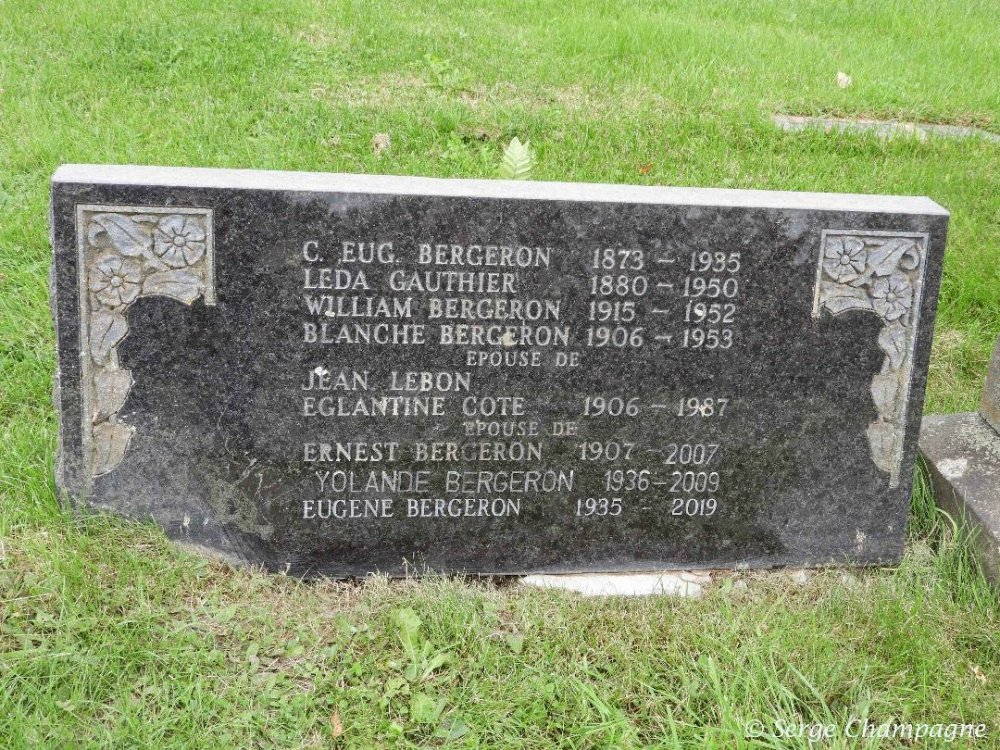 C. EUG. BERGERON 1873 - 1935
LEDA GAUTHIER 1880 - 1950
WILLIAM BERGERON 1915 - 1952
BLANCHE BERGERON 1906 - 1953
EPOUSE DE
JEAN LEBON
EGLANTINE COTE 1906 - 1987
EPOUSE DE
ERNEST BERGERON 1907 - 2007
YOLANDE BERGERON 1936-2009
EUGENE BERGERON 1935 - 2019
© Serge Champagne